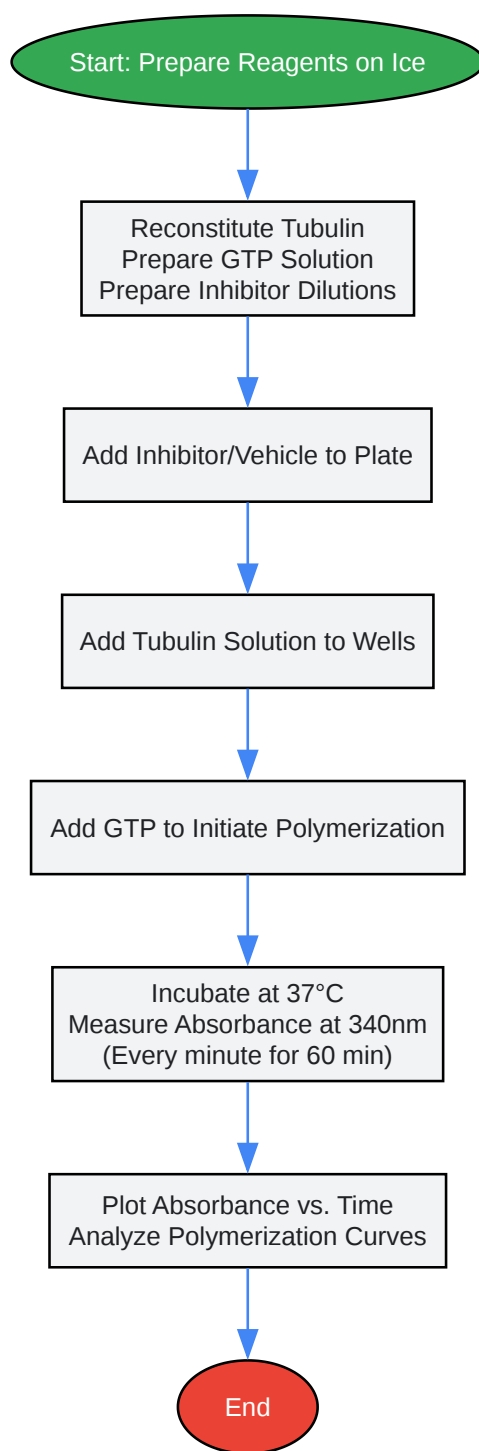 Start: Prepare Reagents on Ice
Reconstitute Tubulin
Prepare GTP Solution
Prepare Inhibitor Dilutions
Add Inhibitor/Vehicle to Plate
Add Tubulin Solution to Wells
Add GTP to Initiate Polymerization
Incubate at 37°C
Measure Absorbance at 340nm
(Every minute for 60 min)
Plot Absorbance vs. Time
Analyze Polymerization Curves
End